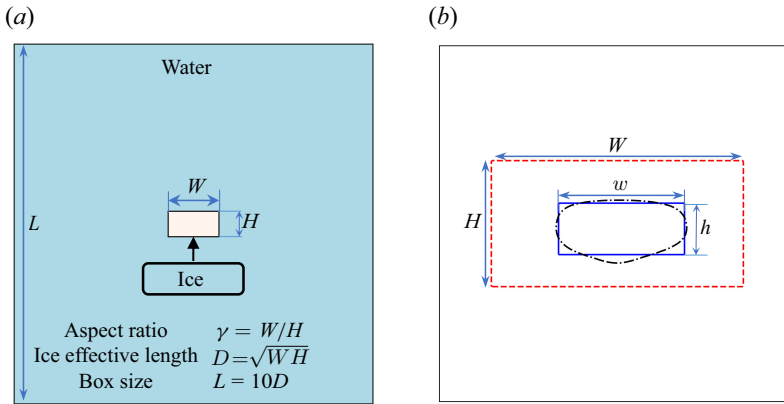 (a)
Water
W
H
L
Ice
Aspect ratio γ = W/H
Ice effective length D=√WH
Box size L = 10D
(b)
W
w
H
h